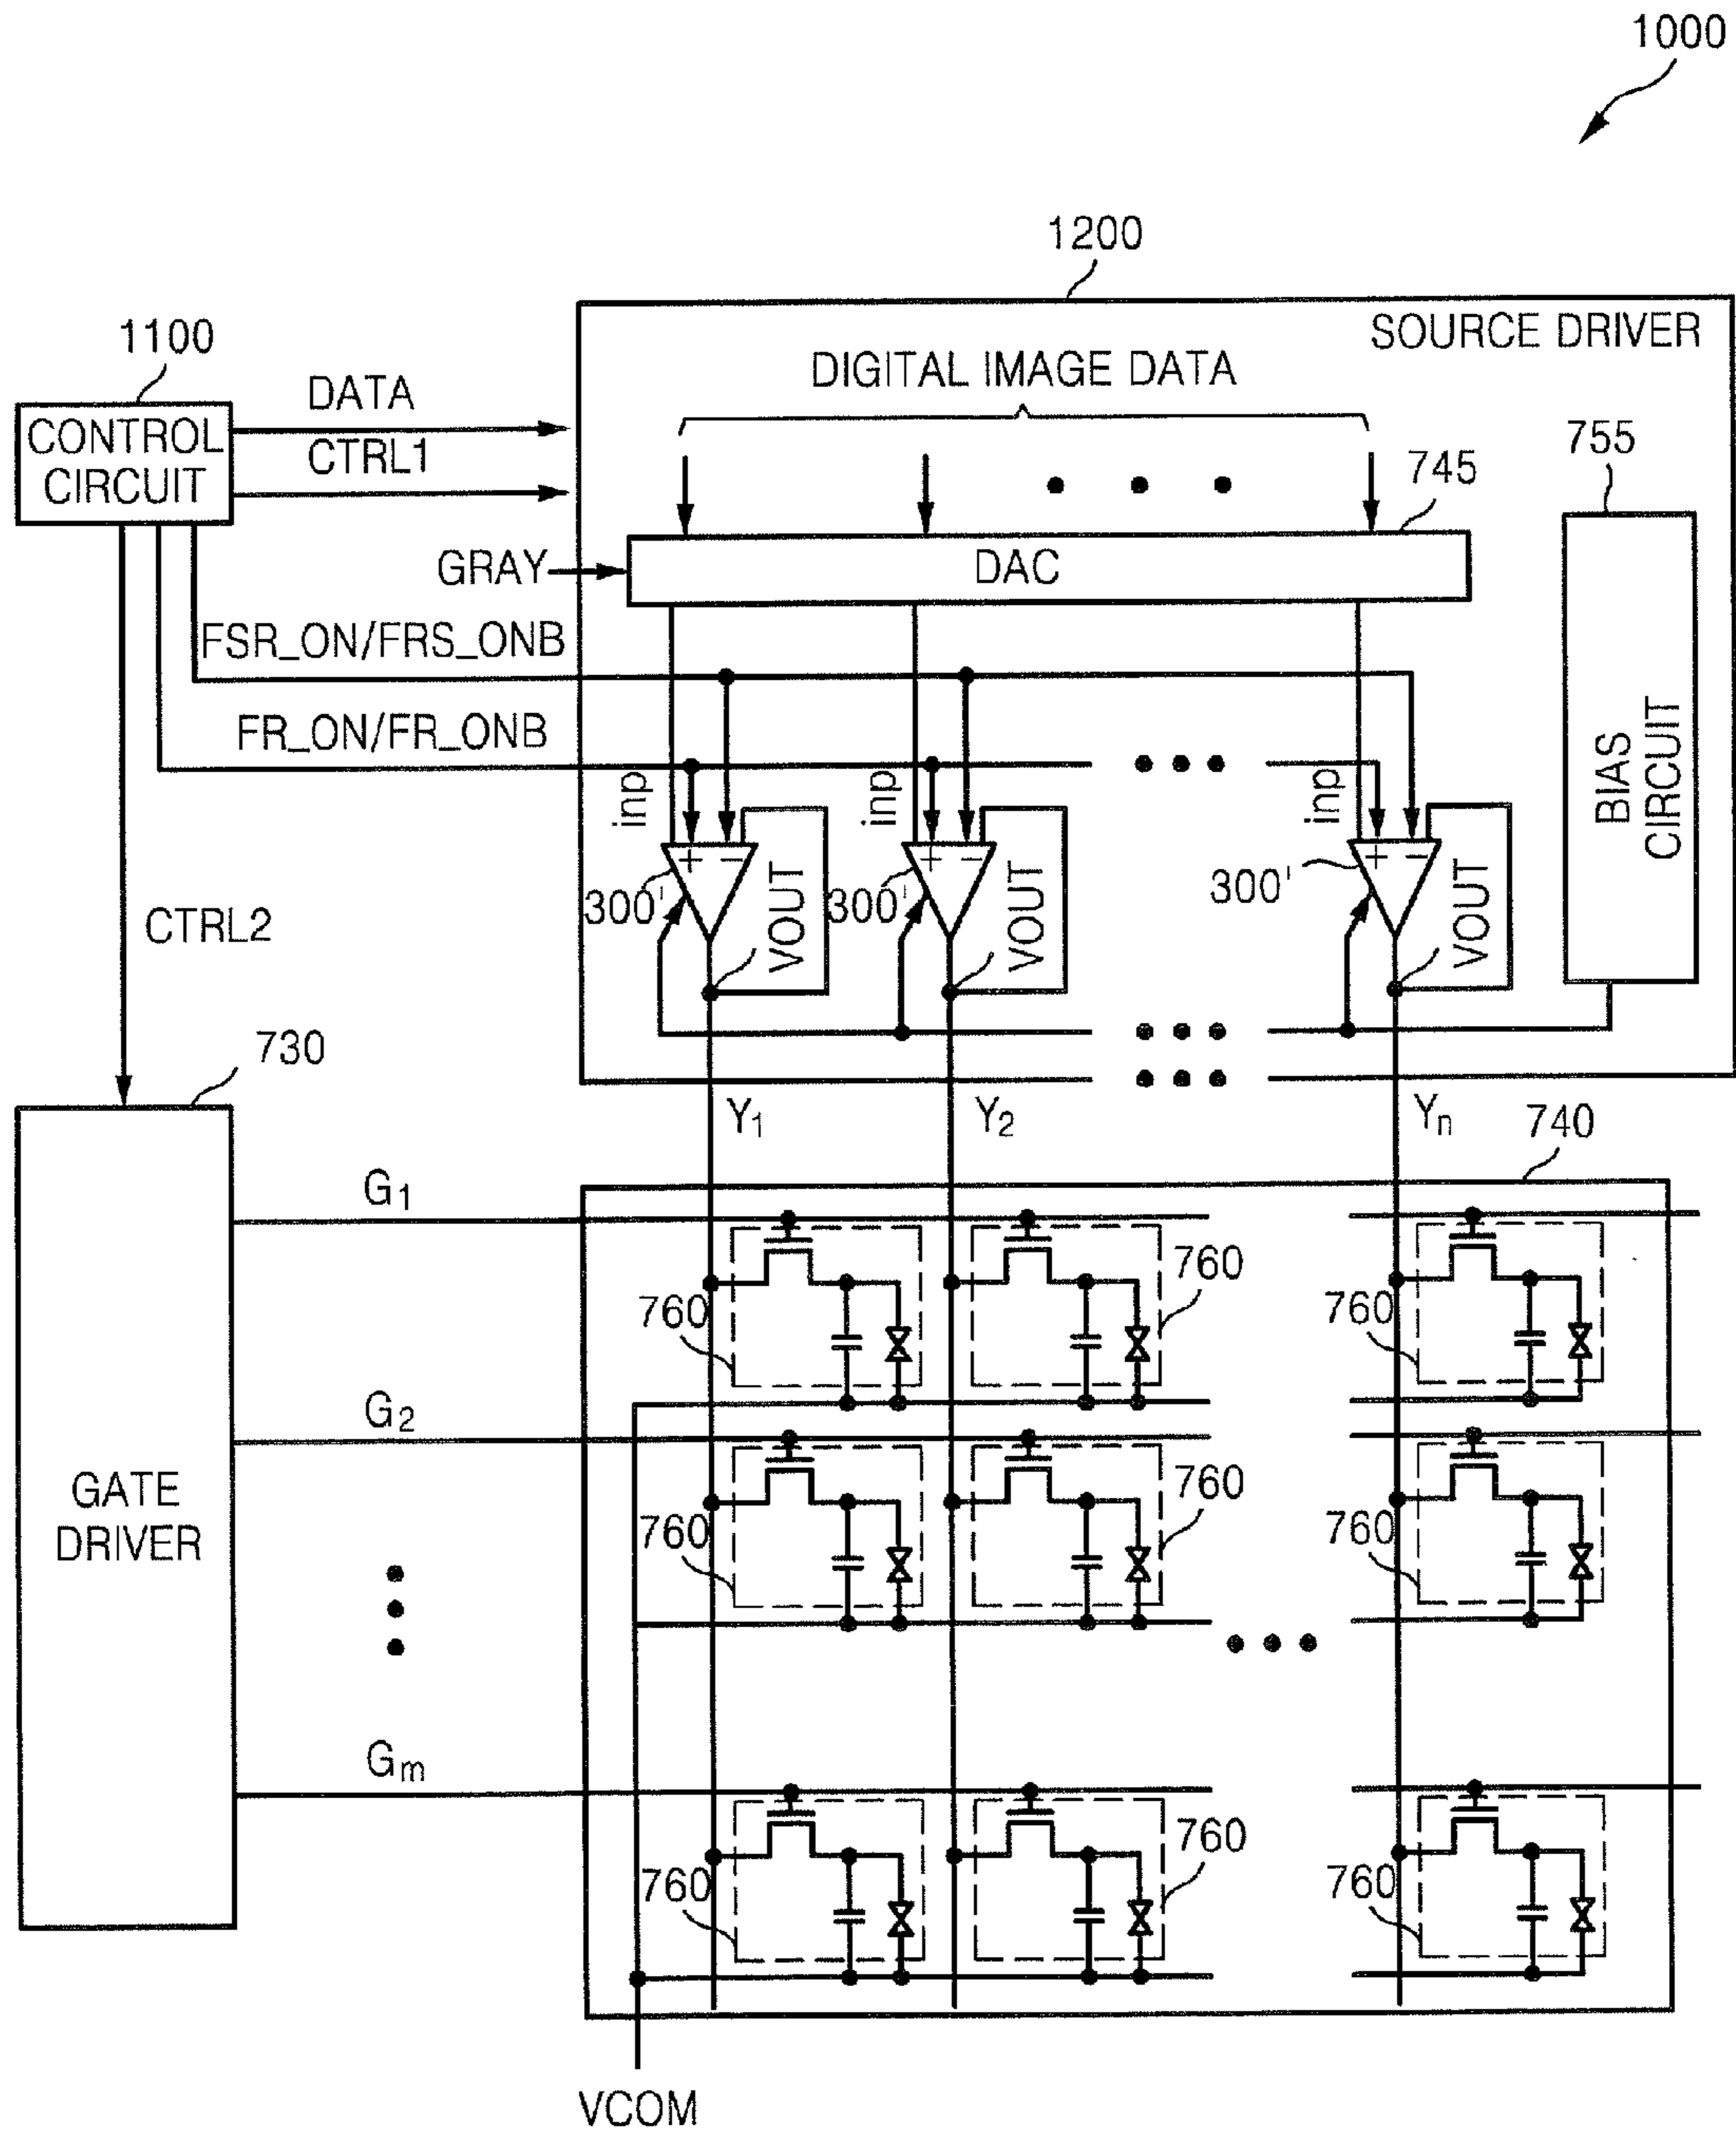 1000
1200
SOURCE DRIVER
1100
CONTROL
CIRCUIT
DATA
CTRL1
DIGITAL IMAGE DATA
745
755
GRAY
DAC
FSR_ON/FRS_ONB
FR_ON/FR_ONB
inp
inp
inp
BIAS
CIRCUIT
+ −
+ −
+ −
300'
300'
300'
VOUT
VOUT
VOUT
CTRL2
730
Y1
Y2
Yn
740
G1
760
760
760
G2
760
760
760
GATE
DRIVER
Gm
760
760
760
VCOM